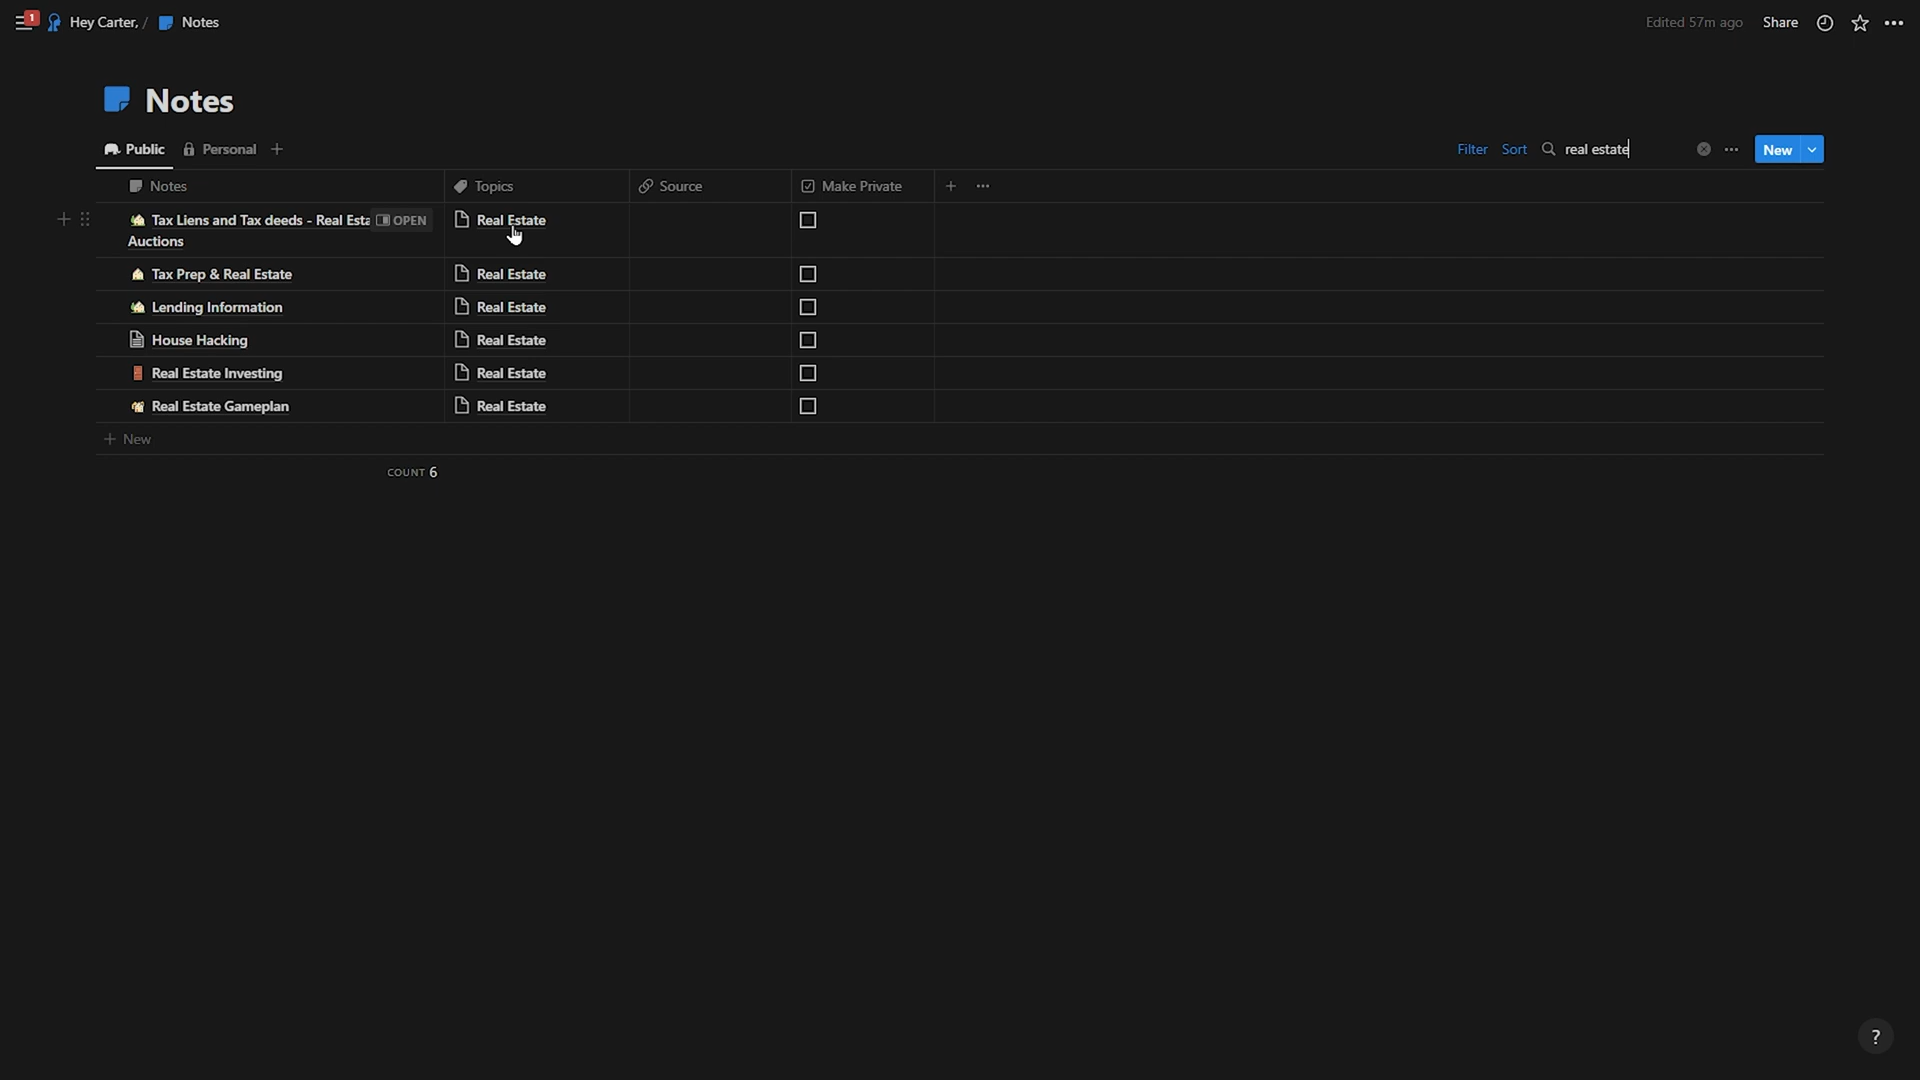 1 Hey Carter, / Notes Edited 57m ago Share
Notes
Public Personal Filter Sort real estate New
Notes Topics Source Make Private
Tax Liens and Tax deeds - Real Esta OPEN Real Estate
Auctions
Tax Prep & Real Estate Real Estate
Lending Information Real Estate
House Hacking Real Estate
Real Estate Investing Real Estate
Real Estate Gameplan Real Estate
+ New
COUNT 6
?